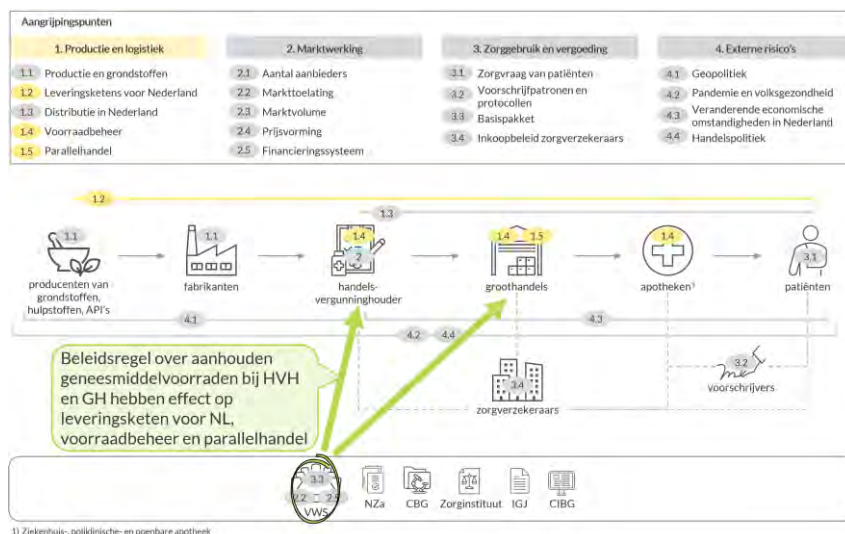 Aangrijpingspunten
1. Productie en logistiek
1.1 Productie en grondstoffen
1.2 Leveringsketens voor Nederland
1.3 Distributie in Nederland
1.4 Voorraadbeheer
1.5 Parallelhandel
2. Marktwerking
2.1 Aantal aanbieders
2.2 Markttoelating
2.3 Marktvolume
2.4 Prijsvorming
2.5 Financieringssysteem
3. Zorggebruik en vergoeding
3.1 Zorgvraag van patiënten
3.2 Voorschrijfpatronen en
protocollen
3.3 Basispakket
3.4 Inkoopbeleid zorgverzekeraars
4. Externe risico's
4.1 Geopolitiek
4.2 Pandemie en volksgezondheid
4.3 Veranderende economische
omstandigheden in Nederland
4.4 Handelspolitiek
1.2
1.3
1.1
1.1
1.4
2
1.4 1.5
1.4
3.1
producenten van
grondstoffen,
hulpstoffen, API's
fabrikanten
handels-
vergunninghouder
groothandels
apotheken¹⁾
patiënten
4.1
4.3
4.2 4.4
Beleidsregel over aanhouden
geneesmiddelvoorraden bij HVH
en GH hebben effect op
leveringsketen voor NL,
voorraadbeheer en parallelhandel
3.4
zorgverzekeraars
3.2
voorschrijvers
3.3
2.2 2.5
VWS
NZa
CBG
Zorginstituut
IGJ
CIBG
1) Ziekenhuis-, poliklinische- en openbare apotheek